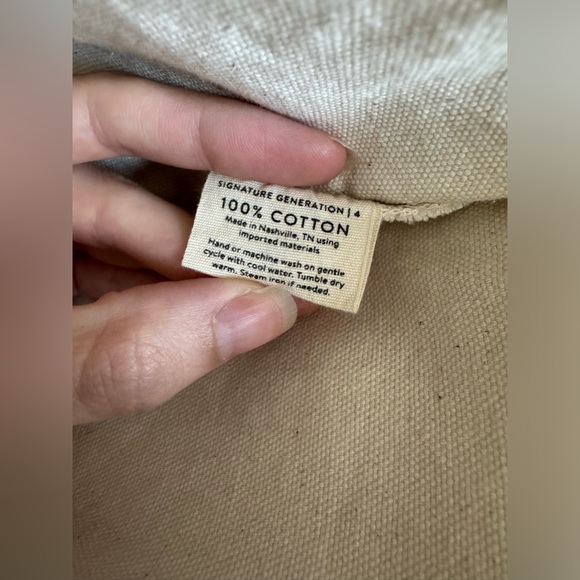 SIGNATURE GENERATION | 4
100% COTTON
Made in Nashville, TN using
imported materials
Hand or machine wash on gentle
cycle with cool water. Tumble dry
warm. Steam iron if needed.